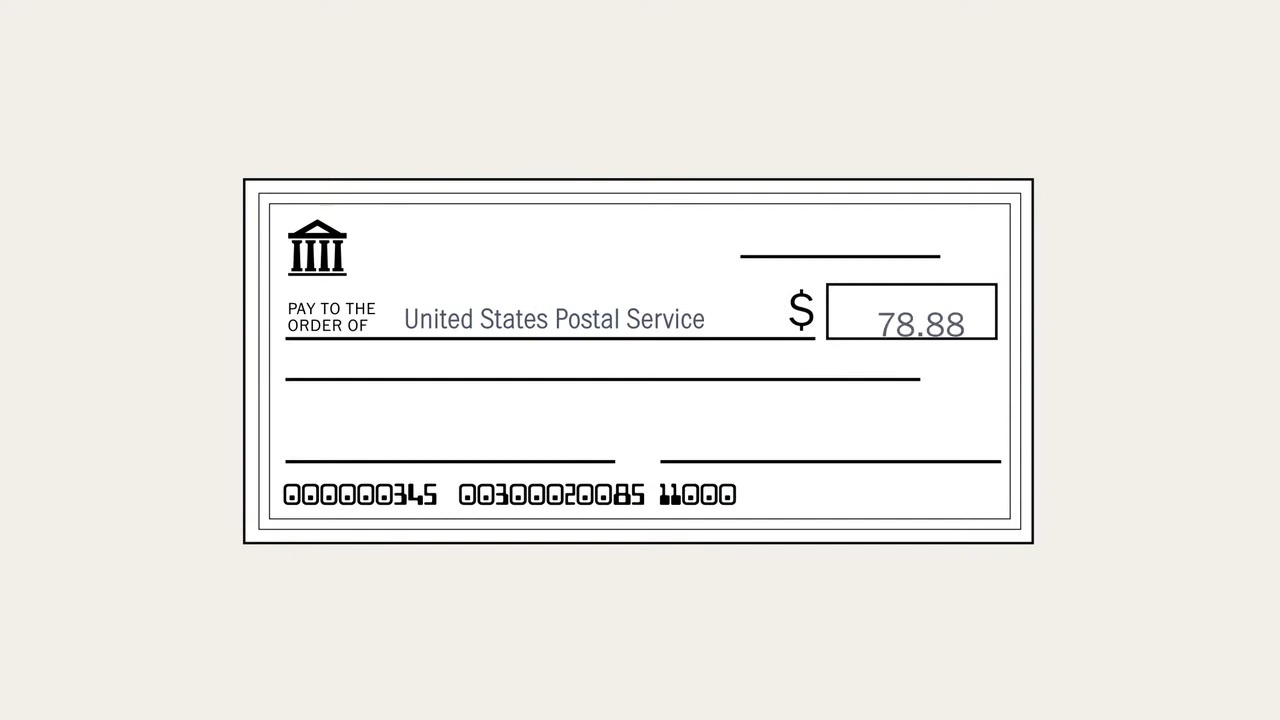 PAY TO THE
ORDER OF
United States Postal Service
$
78.88
000000345 00300020085 11000